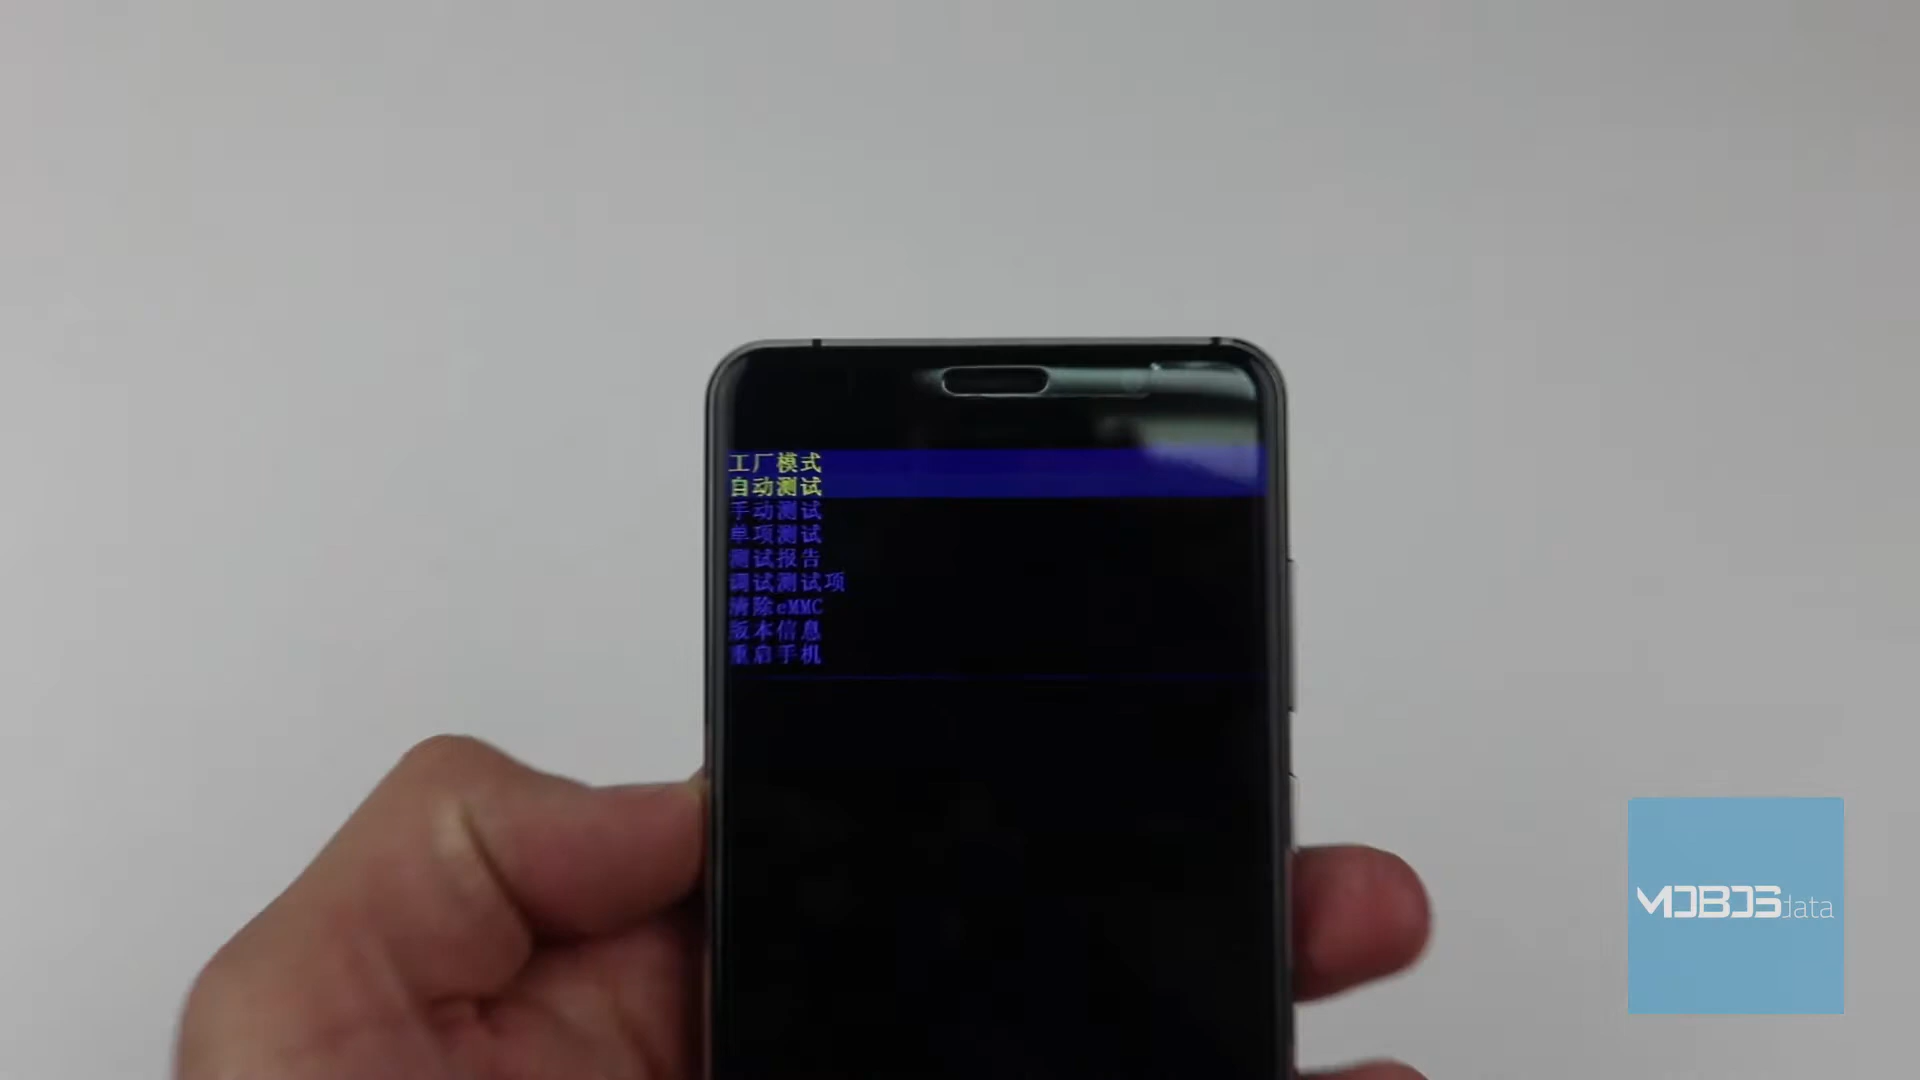 工厂模式
自动测试
手动测试
单项测试
测试报告
调试测试项
清除eMMC
版本信息
重启手机
MOBOSdata